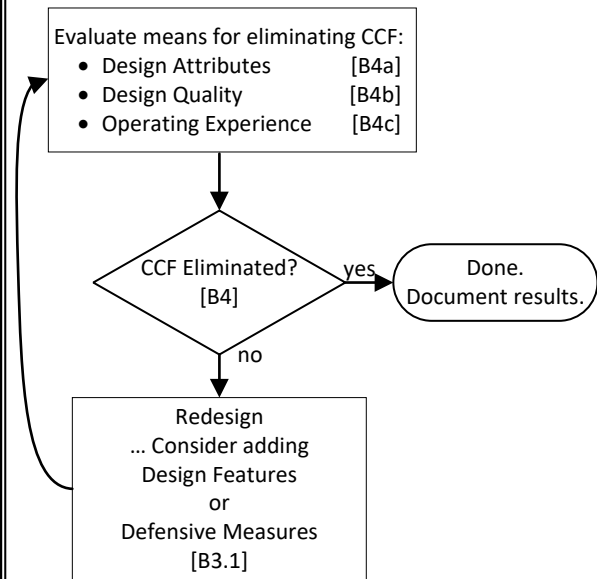 Evaluate means for eliminating CCF:
• Design Attributes [B4a]
• Design Quality [B4b]
• Operating Experience [B4c]
CCF Eliminated?
[B4]
yes
Done.
Document results.
no
Redesign
... Consider adding
Design Features
or
Defensive Measures
[B3.1]